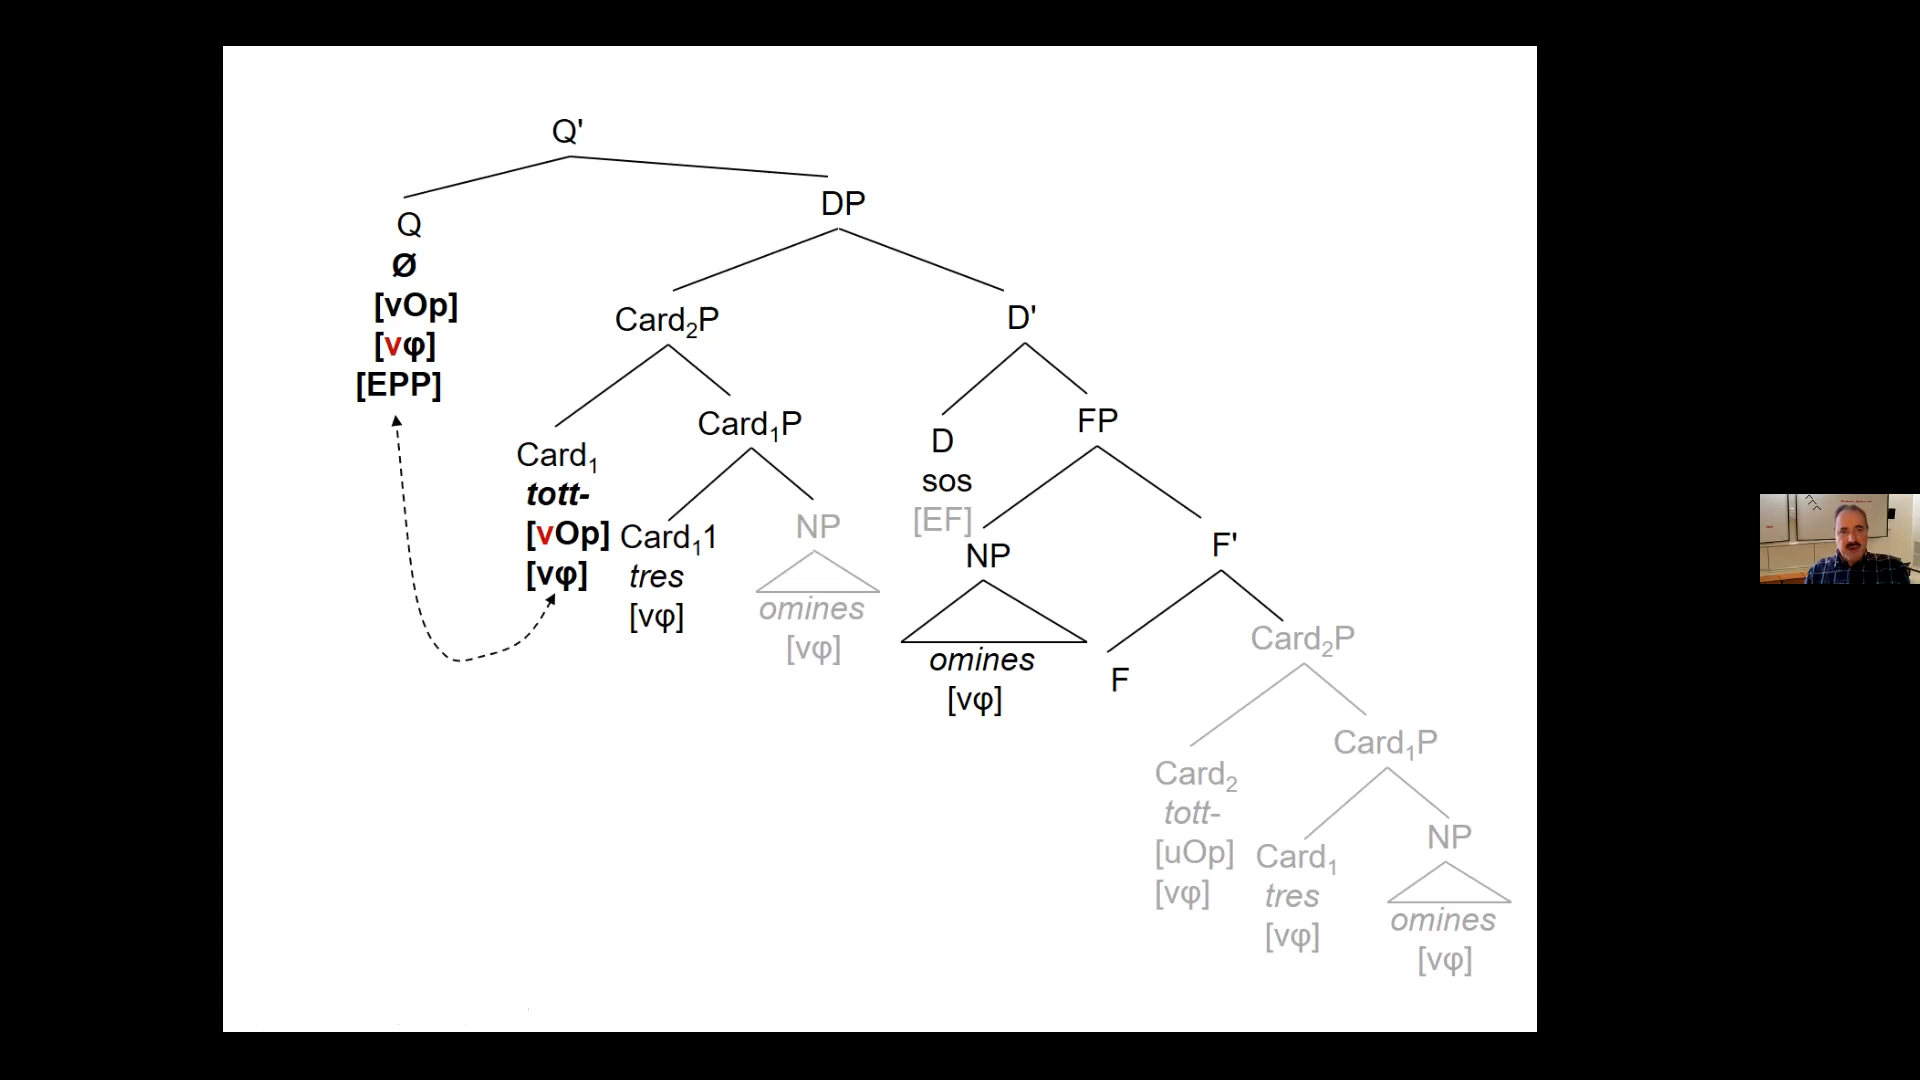 Q'
DP
Q
Ø
[vOp]
[vφ]
[EPP]
Card₂P
D'
Card₁
tott-
[vOp]
[vφ]
Card₁P
Card₁1
tres
[vφ]
NP
omines
[vφ]
D
sos
[EF]
FP
NP
omines
[vφ]
F'
F
Card₂P
Card₂
tott-
[uOp]
[vφ]
Card₁P
Card₁
tres
[vφ]
NP
omines
[vφ]